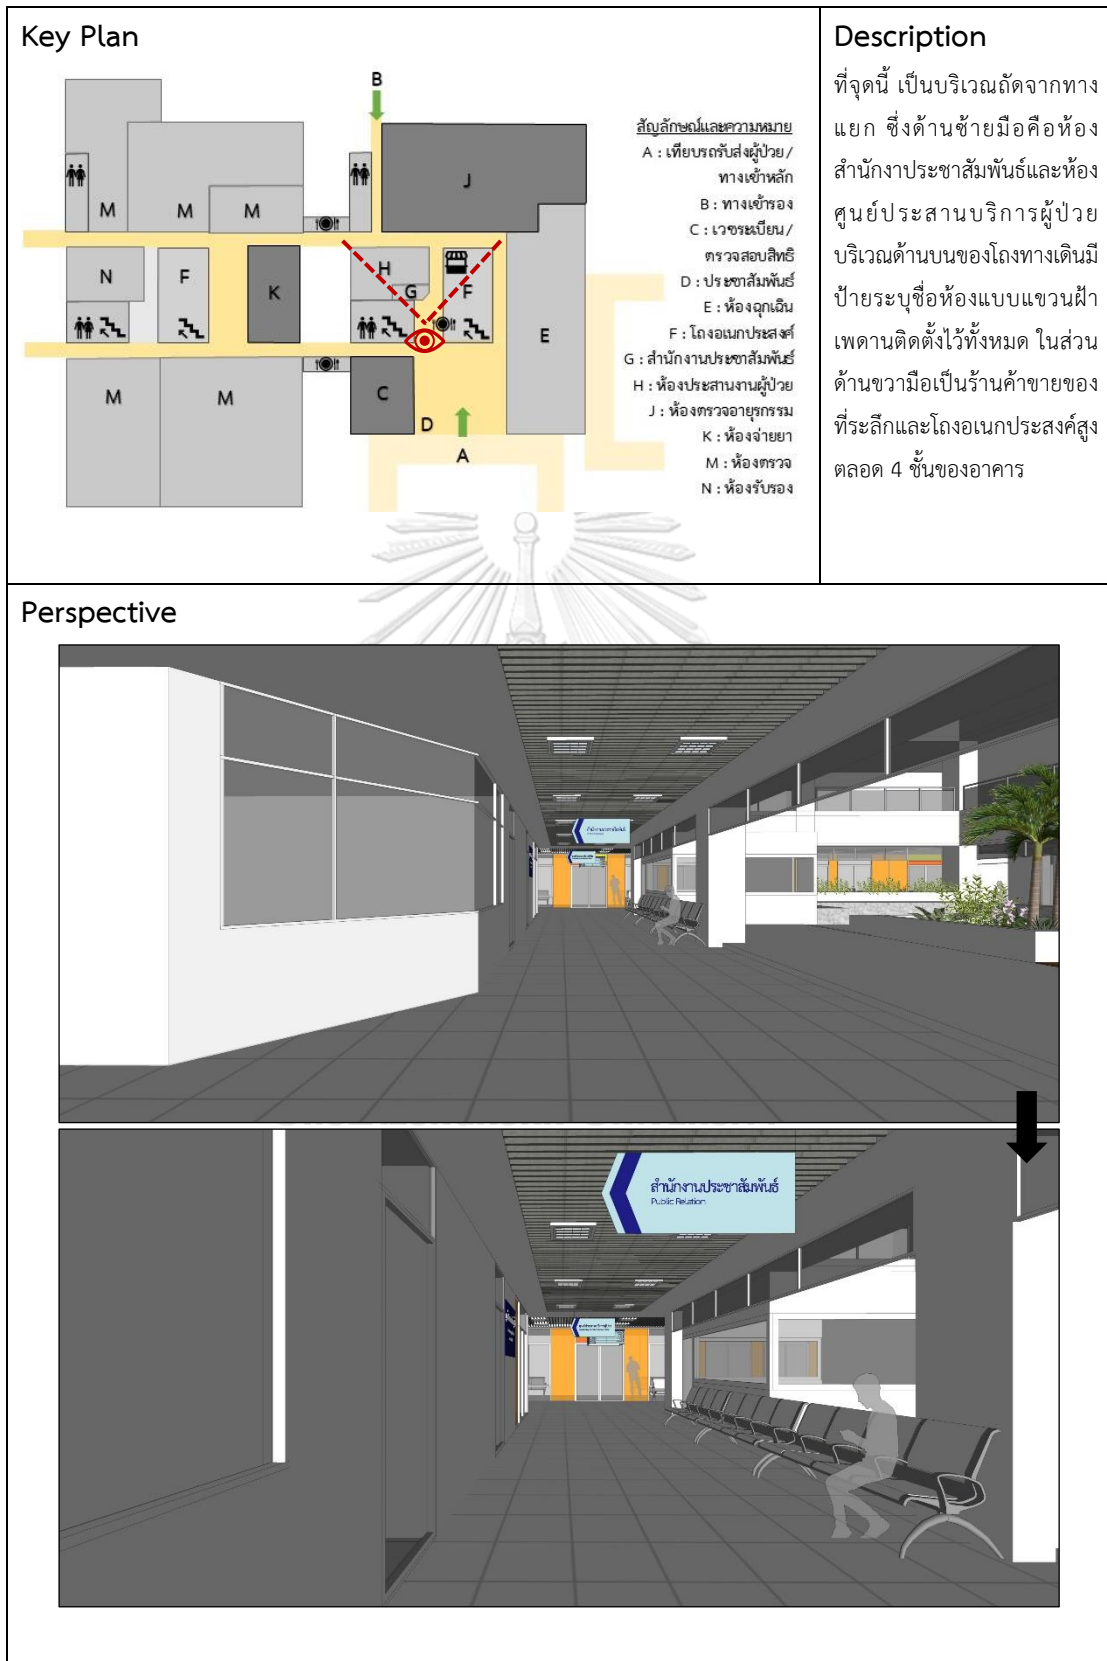 Key Plan
B
J
M
M
M
N
F
K
H
G
F
E
M
M
C
D
A
สัญลักษณ์และความหมาย
A : เทียบรถรับส่งผู้ป่วย/
ทางเข้าหลัก
B : ทางเข้ารอง
C : เวชระเบียน/
ตรวจสอบสิทธิ
D : ประชาสัมพันธ์
E : ห้องฉุกเฉิน
F : โถงอเนกประสงค์
G : สำนักงานประชาสัมพันธ์
H : ห้องประสานงานผู้ป่วย
J : ห้องตรวจอายุรกรรม
K : ห้องจ่ายยา
M : ห้องตรวจ
N : ห้องรับรอง
Description
ที่จุดนี้ เป็นบริเวณถัดจากทาง
แยก ซึ่งด้านซ้ายมือคือห้อง
สำนักงาประชาสัมพันธ์และห้อง
ศูนย์ประสานบริการผู้ป่วย
บริเวณด้านบนของโถงทางเดินมี
ป้ายระบุชื่อห้องแบบแขวนฝ้า
เพดานติดตั้งไว้ทั้งหมด ในส่วน
ด้านขวามือเป็นร้านค้าขายของ
ที่ระลึกและโถงอเนกประสงค์สูง
ตลอด 4 ชั้นของอาคาร
Perspective
สำนักงานประชาสัมพันธ์
สำนักงานประชาสัมพันธ์
Public Relation